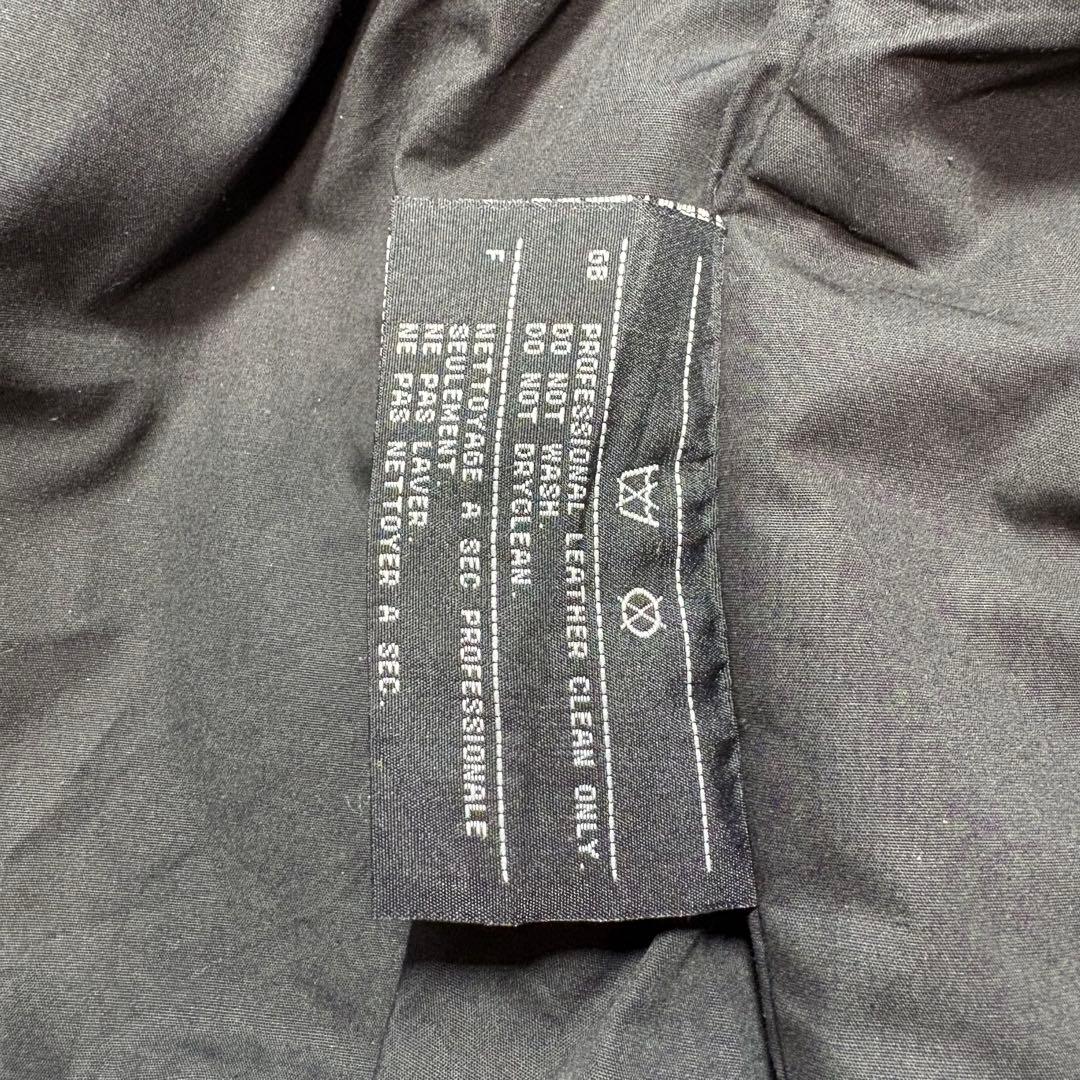 GB
PROFESSIONAL LEATHER CLEAN ONLY.
DO NOT WASH.
DO NOT DRYCLEAN.
F
NETTOYAGE A SEC PROFESSIONALE
SEULEMENT
NE PAS LAVER.
NE PAS NETTOYER A SEC.